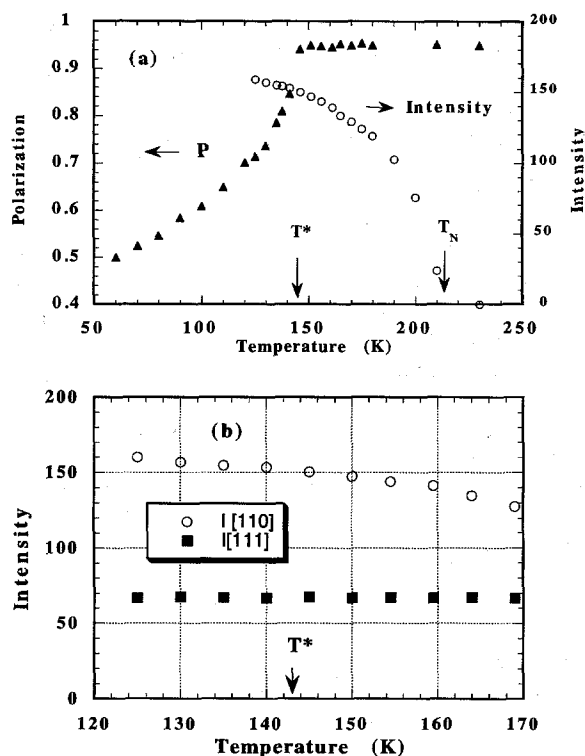 1
0.9
0.8
0.7
0.6
0.5
0.4
Polarization
(a)
P
Intensity
T*
T_N
200
150
100
50
0
Intensity
50
100
150
200
250
Temperature (K)
200
150
100
50
0
Intensity
(b)
I [110]
I[111]
T*
120
130
140
150
160
170
Temperature (K)